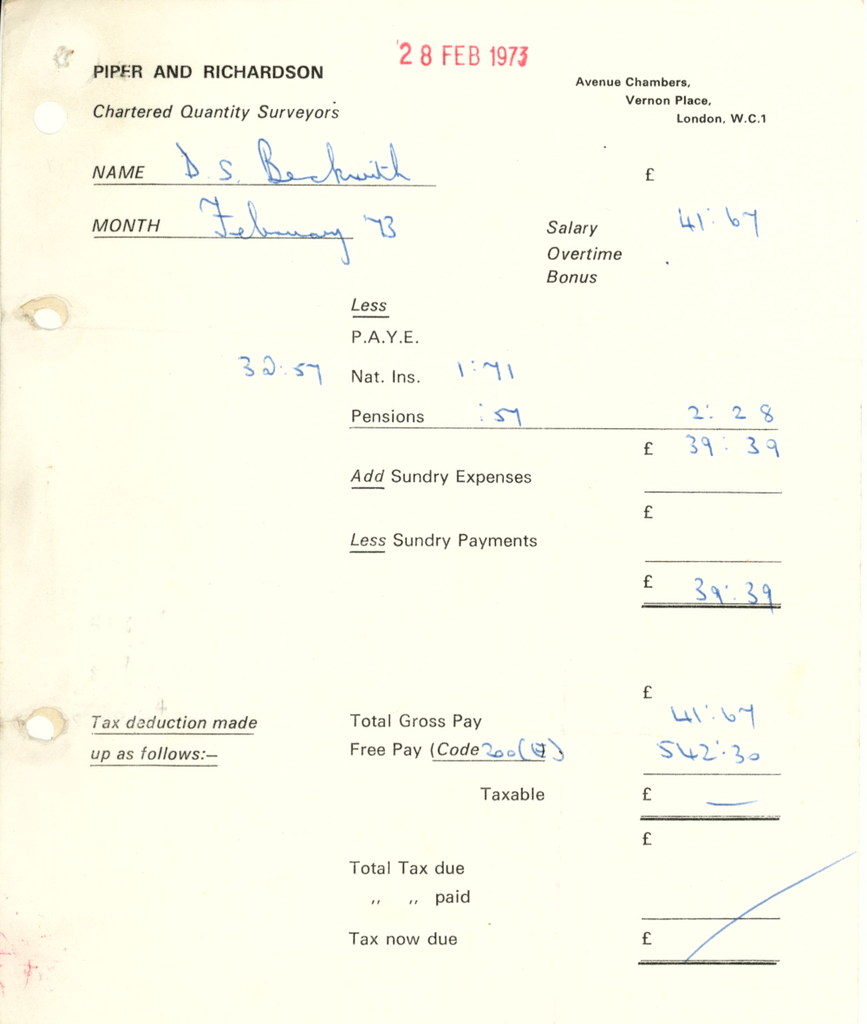 28 FEB 1973
PIPER AND RICHARDSON
Chartered Quantity Surveyors
Avenue Chambers,
Vernon Place,
London, W.C.1
NAME D. S. Beckwith
£
MONTH February '73
Salary 41:67
Overtime
Bonus
Less
P.A.Y.E.
32:57 Nat. Ins. 1:71
Pensions :57 2:28
£ 39:39
Add Sundry Expenses
£
Less Sundry Payments
£ 39:39
£
Tax deduction made Total Gross Pay 41:67
up as follows:— Free Pay (Code 200 ( ) 542:30
Taxable £ —
£
Total Tax due
,, ,, paid
Tax now due £